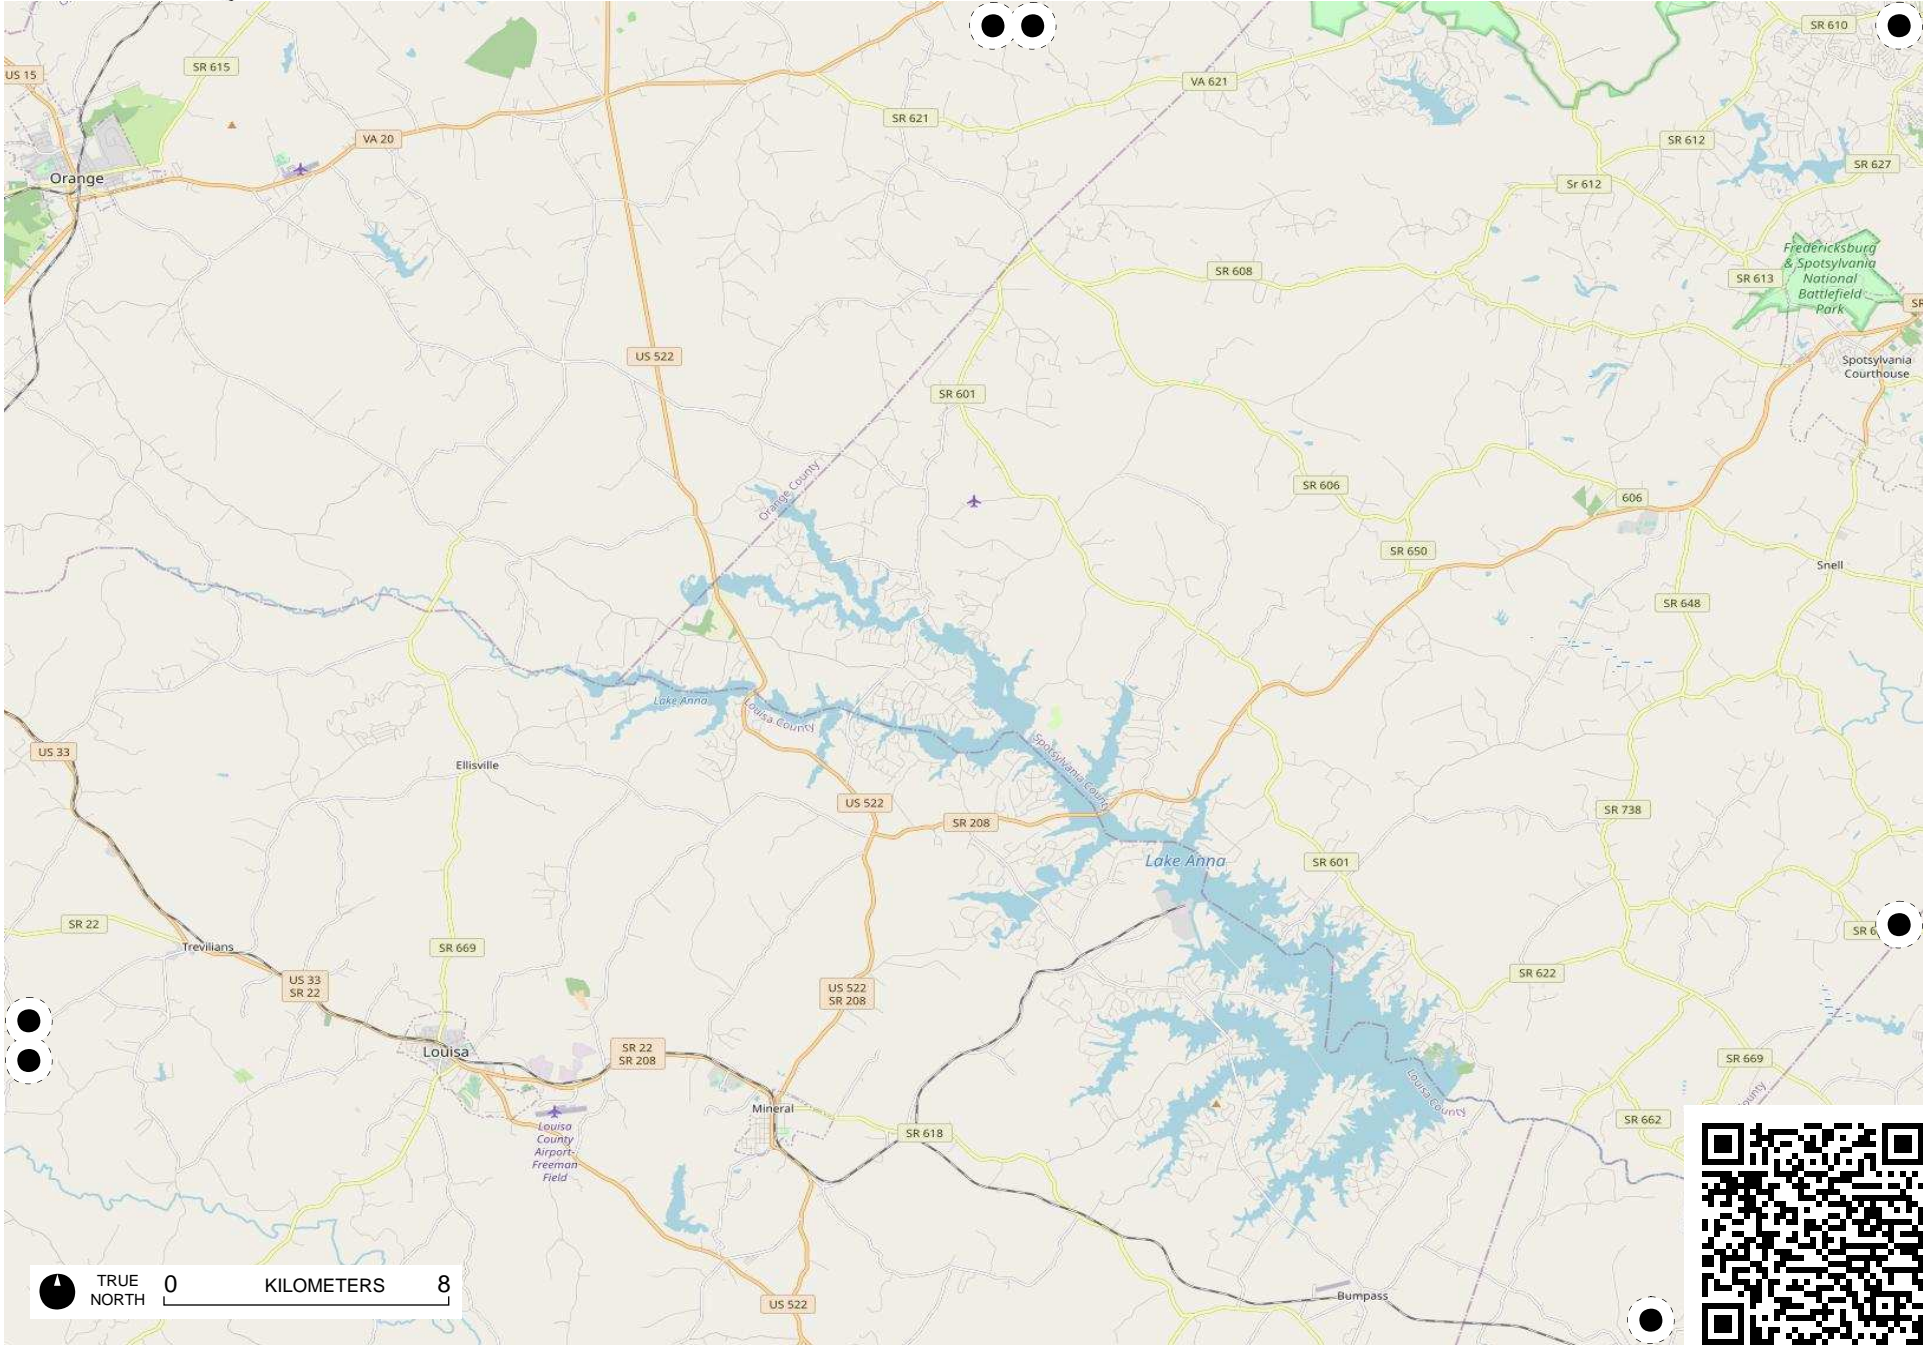 SR 610
US 15
SR 615
VA 621
SR 621
VA 20
SR 612
SR 627
Orange
Sr 612
Fredericksburg
& Spotsylvania
National
Battlefield
Park
SR 608
SR 613
SR
US 522
Spotsylvania
Courthouse
SR 601
Orange County
SR 606
606
SR 650
Snell
SR 648
Lake Anna
Louisa County
Spotsylvania County
US 33
Ellisville
US 522
SR 208
SR 738
Lake Anna
SR 601
SR 22
Trevilians
SR 669
SR 6
US 33
SR 22
US 522
SR 208
SR 622
Louisa
SR 22
SR 208
SR 669
Louisa County
ounty
Mineral
SR 618
SR 662
Louisa
County
Airport-
Freeman
Field
TRUE
NORTH
0 KILOMETERS 8
US 522
Bumpass